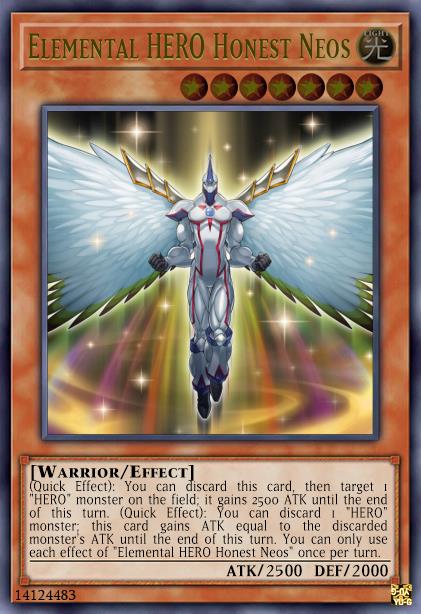 Elemental HERO Honest Neos
LIGHT
光
[Warrior/Effect]
(Quick Effect): You can discard this card, then target 1
"HERO" monster on the field; it gains 2500 ATK until the end
of this turn. (Quick Effect): You can discard 1 "HERO"
monster; this card gains ATK equal to the discarded
monster's ATK until the end of this turn. You can only use
each effect of "Elemental HERO Honest Neos" once per turn.
ATK/2500 DEF/2000
14124483